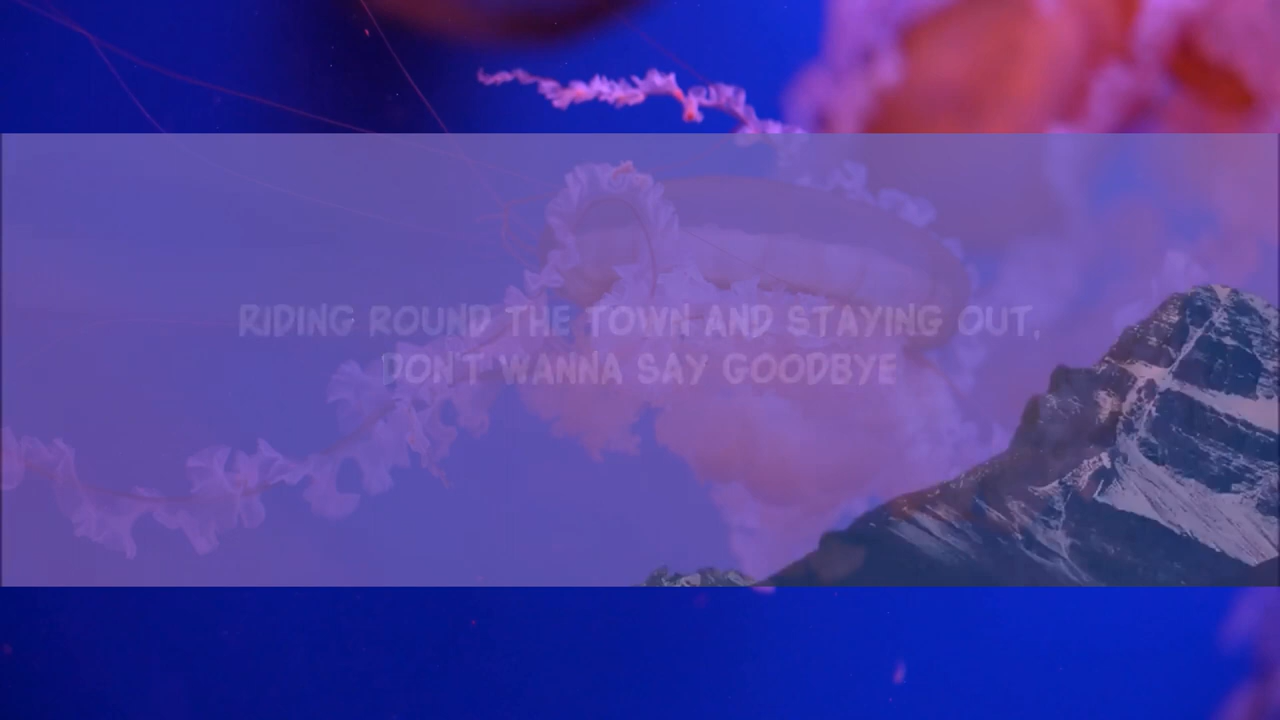 RIDING ROUND THE TOWN AND STAYING OUT,
DON'T WANNA SAY GOODBYE